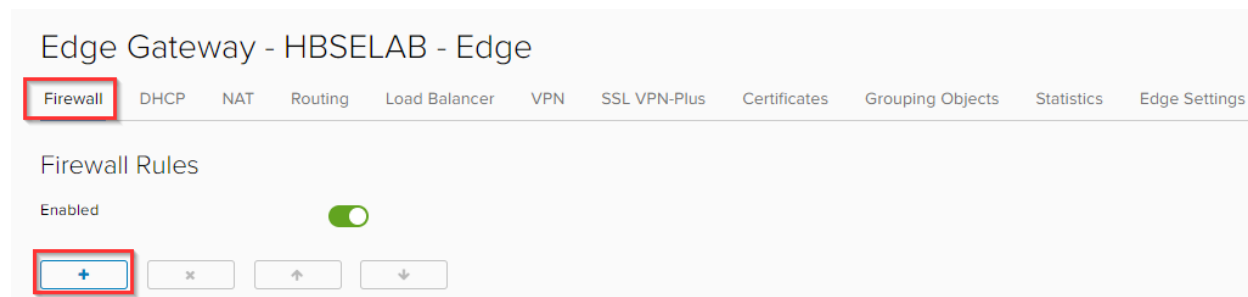 Edge Gateway - HBSELAB - Edge
Firewall DHCP NAT Routing Load Balancer VPN SSL VPN-Plus Certificates Grouping Objects Statistics Edge Settings
Firewall Rules
Enabled